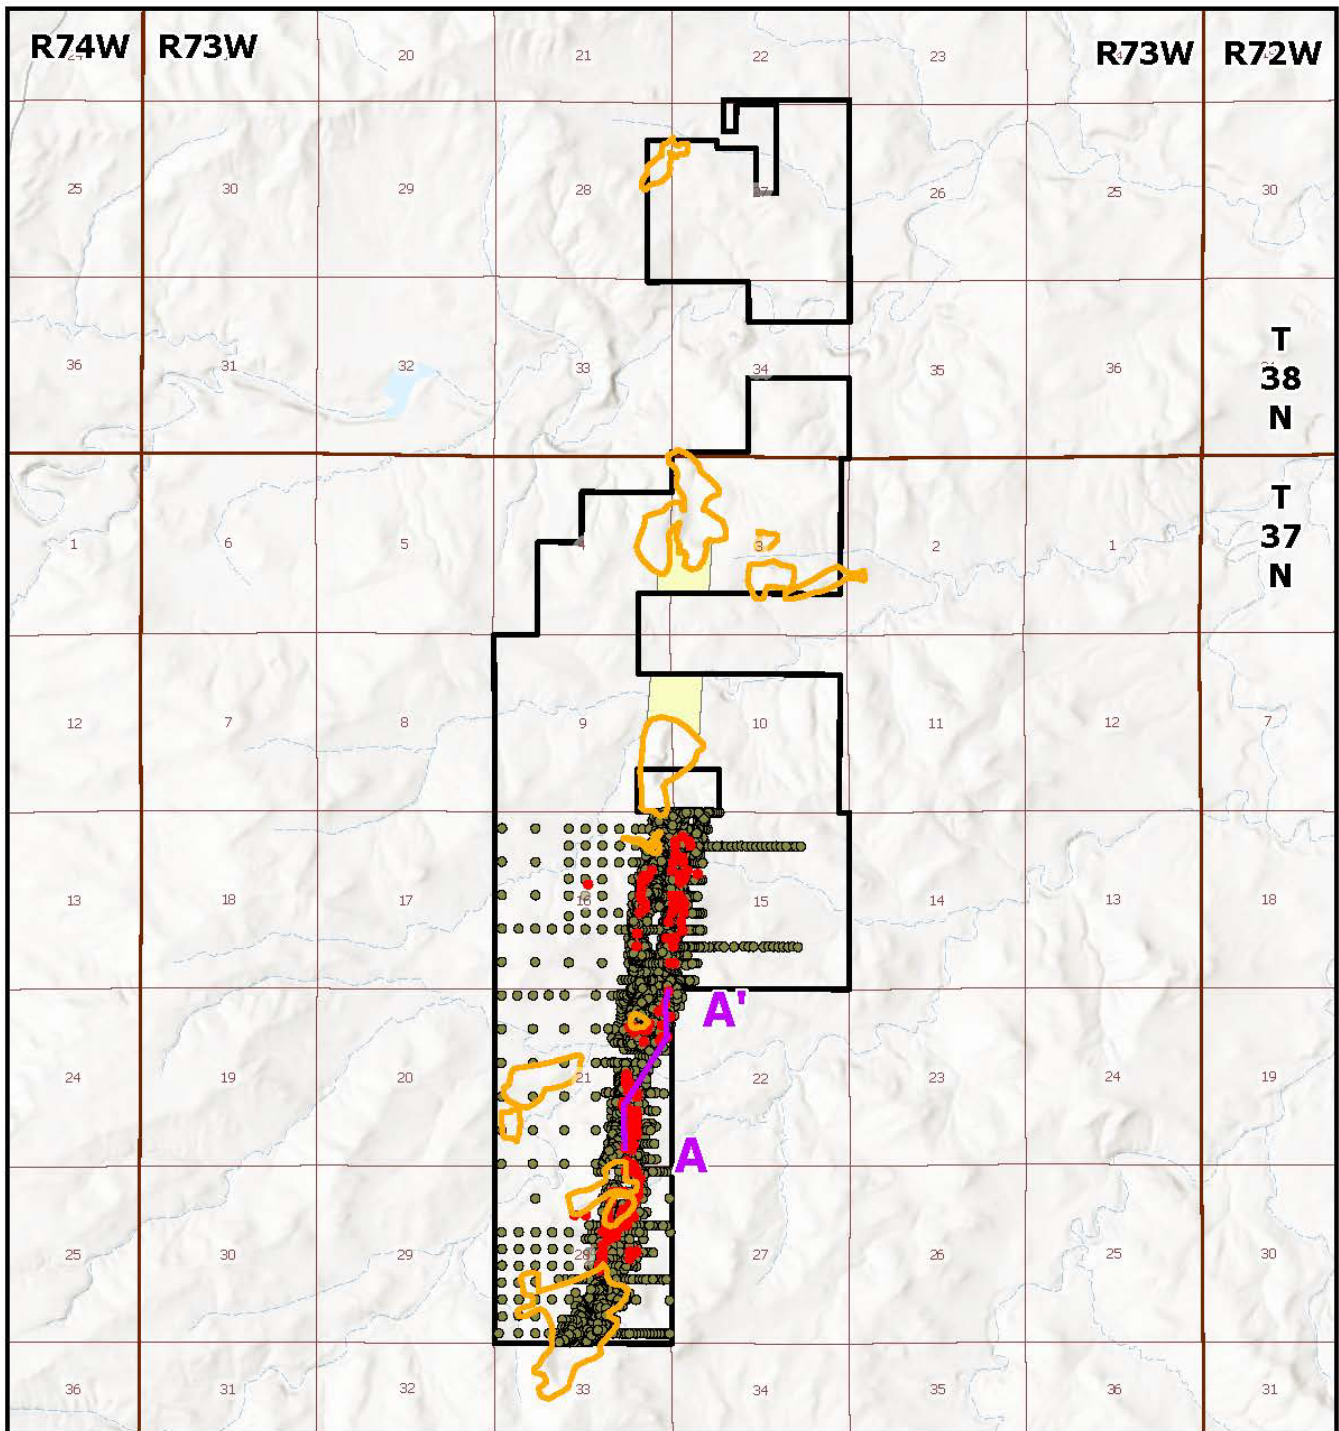 R74W R73W R73W R72W
20 21 22 23
25 30 29 28 27 26 25 30
T
38
N
36 31 32 33 34 35 36
T
37
N
1 6 5 4 3 2 1
12 7 8 9 10 11 12 7
13 18 17 16 15 14 13 18
A'
24 19 20 21 22 23 24 19
A
25 30 29 28 27 26 25 30
36 31 32 33 34 35 36 31